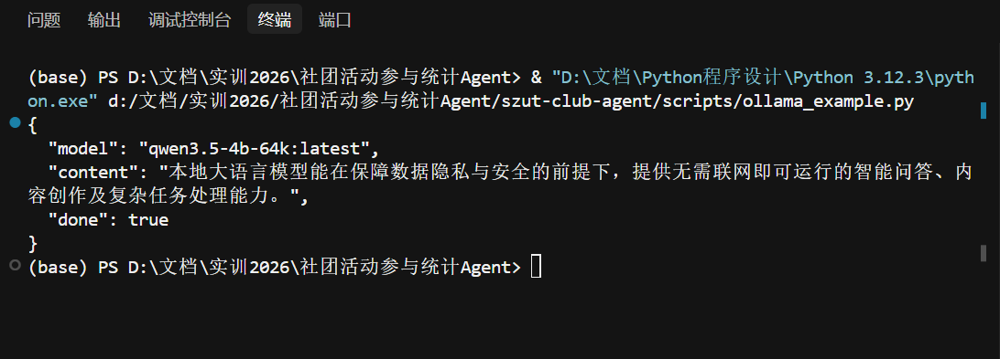 问题 输出 调试控制台 终端 端口
(base) PS D:\文档\实训2026\社团活动参与统计Agent> & "D:\文档\Python程序设计\Python 3.12.3\pyth
on.exe" d:/文档/实训2026/社团活动参与统计Agent/szut-club-agent/scripts/ollama_example.py
{
  "model": "qwen3.5-4b-64k:latest",
  "content": "本地大语言模型能在保障数据隐私与安全的前提下，提供无需联网即可运行的智能问答、内
容创作及复杂任务处理能力。",
  "done": true
}
(base) PS D:\文档\实训2026\社团活动参与统计Agent>